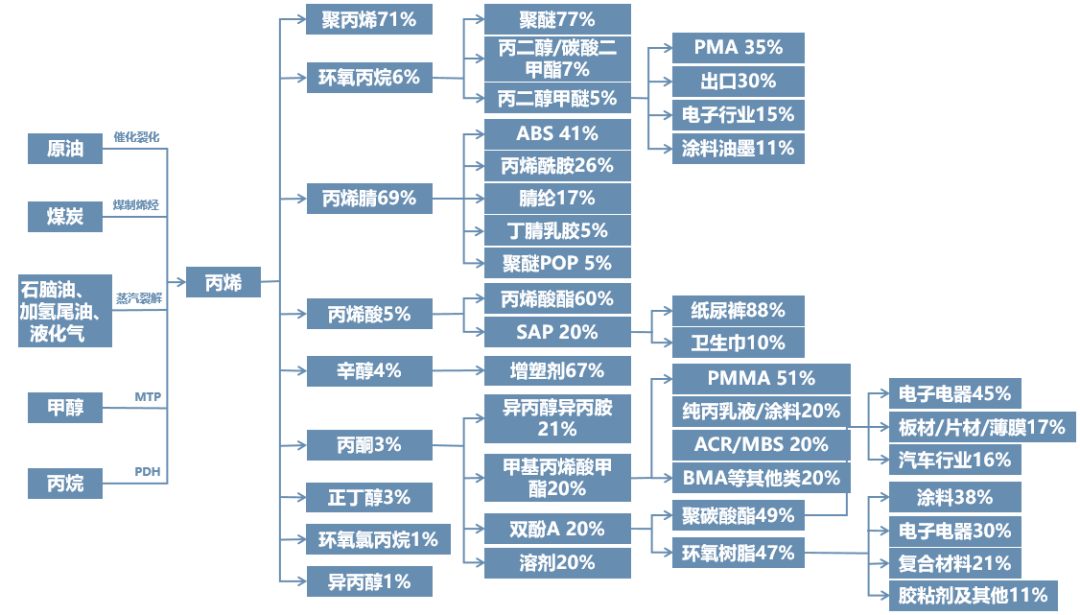 原油
催化裂化
煤炭
煤制烯烃
石脑油、
加氢尾油、
液化气
蒸汽裂解
甲醇
MTP
丙烷
PDH
丙烯
聚丙烯71%
环氧丙烷6%
丙烯腈69%
丙烯酸5%
辛醇4%
丙酮3%
正丁醇3%
环氧氯丙烷1%
异丙醇1%
聚醚77%
丙二醇/碳酸二
甲酯7%
丙二醇甲醚5%
ABS 41%
丙烯酰胺26%
腈纶17%
丁腈乳胶5%
聚醚POP 5%
丙烯酸酯60%
SAP 20%
增塑剂67%
异丙醇异丙胺
21%
甲基丙烯酸甲
酯20%
双酚A 20%
溶剂20%
PMA 35%
出口30%
电子行业15%
涂料油墨11%
纸尿裤88%
卫生巾10%
PMMA 51%
纯丙乳液/涂料20%
ACR/MBS 20%
BMA等其他类20%
聚碳酸酯49%
环氧树脂47%
电子电器45%
板材/片材/薄膜17%
汽车行业16%
涂料38%
电子电器30%
复合材料21%
胶粘剂及其他11%